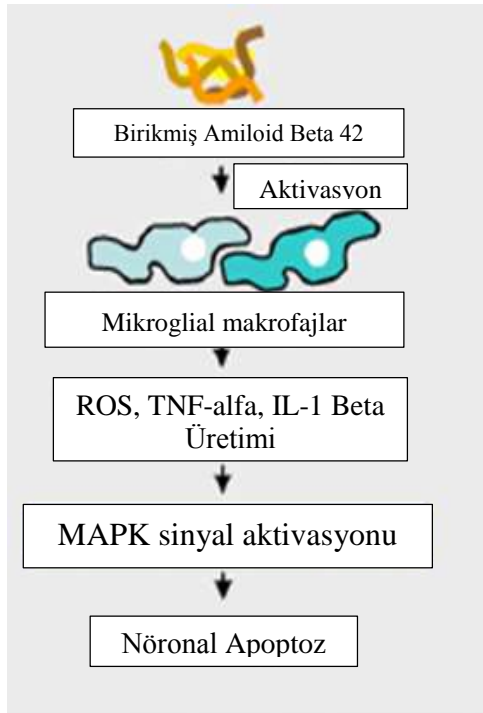 Birikmiş Amiloid Beta 42
Aktivasyon
Mikroglial makrofajlar
ROS, TNF-alfa, IL-1 Beta
Üretimi
MAPK sinyal aktivasyonu
Nöronal Apoptoz